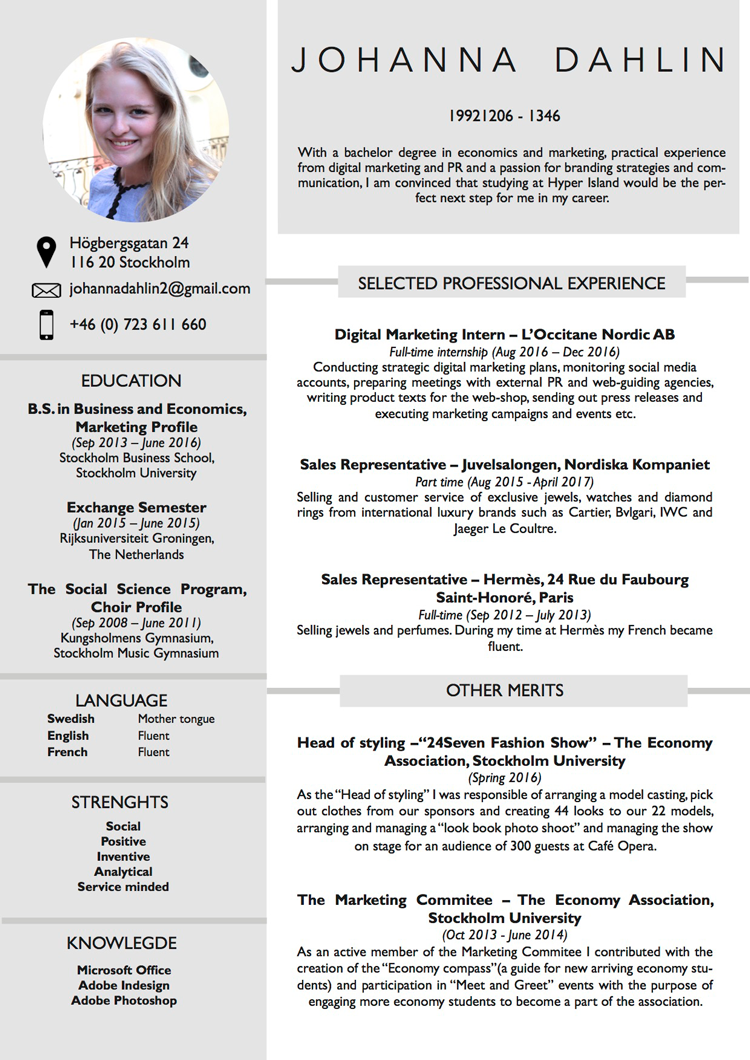 JOHANNA DAHLIN
19921206 - 1346
With a bachelor degree in economics and marketing, practical experience
from digital marketing and PR and a passion for branding strategies and com-
munication, I am convinced that studying at Hyper Island would be the per-
fect next step for me in my career.
Högbergsgatan 24
116 20 Stockholm
johannadahlin2@gmail.com
+46 (0) 723 611 660
EDUCATION
B.S. in Business and Economics,
Marketing Profile
(Sep 2013 – June 2016)
Stockholm Business School,
Stockholm University
Exchange Semester
(Jan 2015 – June 2015)
Rijksuniversiteit Groningen,
The Netherlands
The Social Science Program,
Choir Profile
(Sep 2008 – June 2011)
Kungsholmens Gymnasium,
Stockholm Music Gymnasium
LANGUAGE
Swedish Mother tongue
English Fluent
French Fluent
STRENGHTS
Social
Positive
Inventive
Analytical
Service minded
KNOWLEGDE
Microsoft Office
Adobe Indesign
Adobe Photoshop
SELECTED PROFESSIONAL EXPERIENCE
Digital Marketing Intern – L'Occitane Nordic AB
Full-time internship (Aug 2016 – Dec 2016)
Conducting strategic digital marketing plans, monitoring social media
accounts, preparing meetings with external PR and web-guiding agencies,
writing product texts for the web-shop, sending out press releases and
executing marketing campaigns and events etc.
Sales Representative – Juvelsalongen, Nordiska Kompaniet
Part time (Aug 2015 - April 2017)
Selling and customer service of exclusive jewels, watches and diamond
rings from international luxury brands such as Cartier, Bvlgari, IWC and
Jaeger Le Coultre.
Sales Representative – Hermès, 24 Rue du Faubourg
Saint-Honoré, Paris
Full-time (Sep 2012 – July 2013)
Selling jewels and perfumes. During my time at Hermès my French became
fluent.
OTHER MERITS
Head of styling –“24Seven Fashion Show” – The Economy
Association, Stockholm University
(Spring 2016)
As the “Head of styling” I was responsible of arranging a model casting, pick
out clothes from our sponsors and creating 44 looks to our 22 models,
arranging and managing a “look book photo shoot” and managing the show
on stage for an audience of 300 guests at Café Opera.
The Marketing Commitee – The Economy Association,
Stockholm University
(Oct 2013 - June 2014)
As an active member of the Marketing Commitee I contributed with the
creation of the “Economy compass”(a guide for new arriving economy stu-
dents) and participation in “Meet and Greet” events with the purpose of
engaging more economy students to become a part of the association.